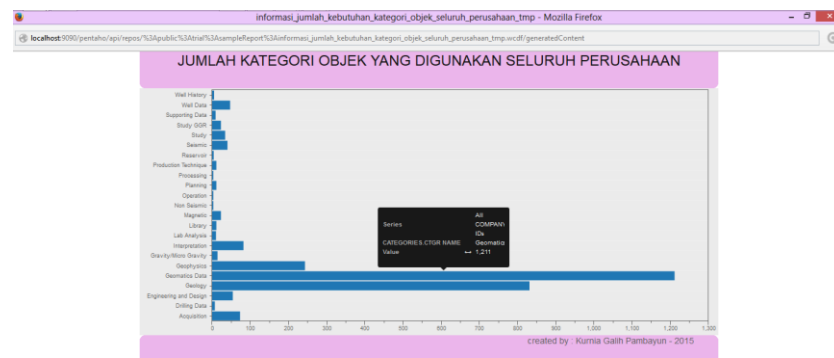 informasi_jumlah_kebutuhan_kategori_objek_seluruh_perusahaan_tmp - Mozilla Firefox
localhost:9090/pentaho/api/repos/%3Apublic%3Atrial%3AsampleReport%3Ainformasi_jumlah_kebutuhan_kategori_objek_seluruh_perusahaan_tmp.wcdf/generatedContent
JUMLAH KATEGORI OBJEK YANG DIGUNAKAN SELURUH PERUSAHAAN
Well History
Well Data
Supporting Data
Study GGR
Study
Seismic
Reservoir
Production Technique
Processing
Planning
Operation
Non Seismic
Magnetic
Library
Lab Analysis
Interpretation
Gravity/Micro Gravity
Geophysics
Geomatics Data
Geology
Engineering and Design
Drilling Data
Acquisition
All
Series COMPANY
IDs
CATEGORIES.CTGR NAME Geomatic
Value ↔ 1,211
0 100 200 300 400 500 600 700 800 900 1,000 1,100 1,200 1,300
created by : Kurnia Galih Pambayun - 2015